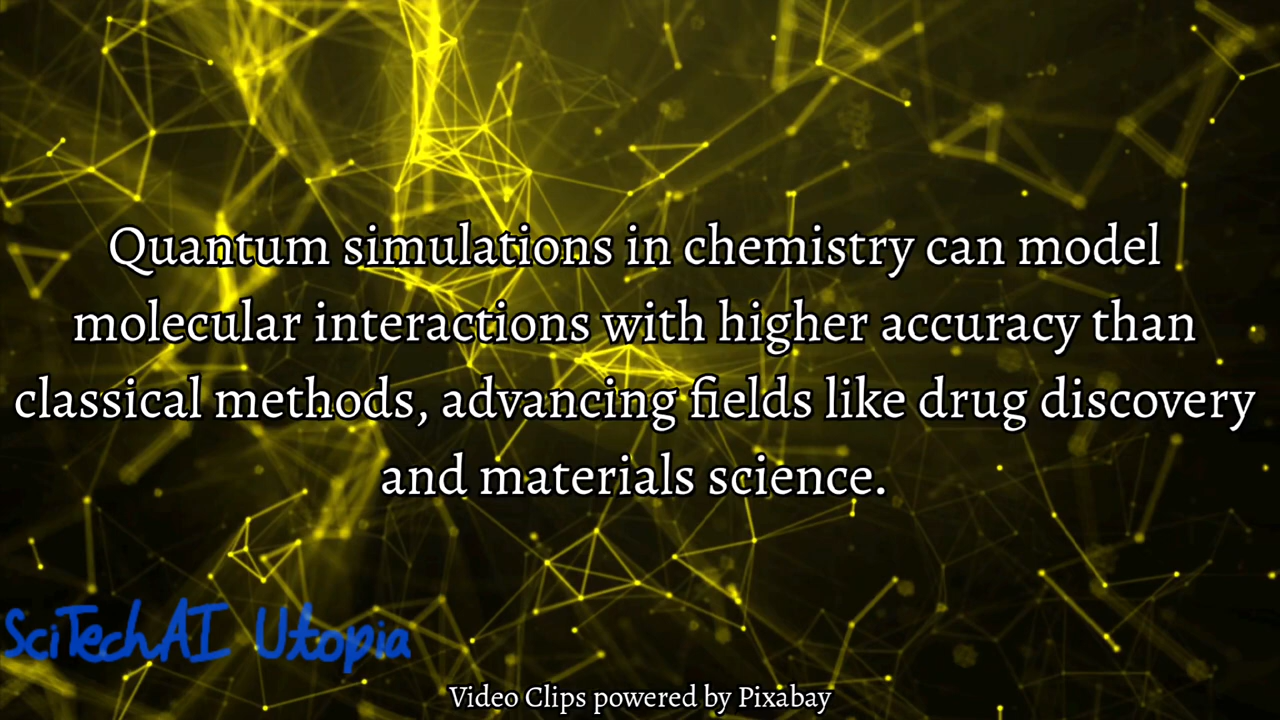 Quantum simulations in chemistry can model
molecular interactions with higher accuracy than
classical methods, advancing fields like drug discovery
and materials science.
SciTechAI Utopia
Video Clips powered by Pixabay